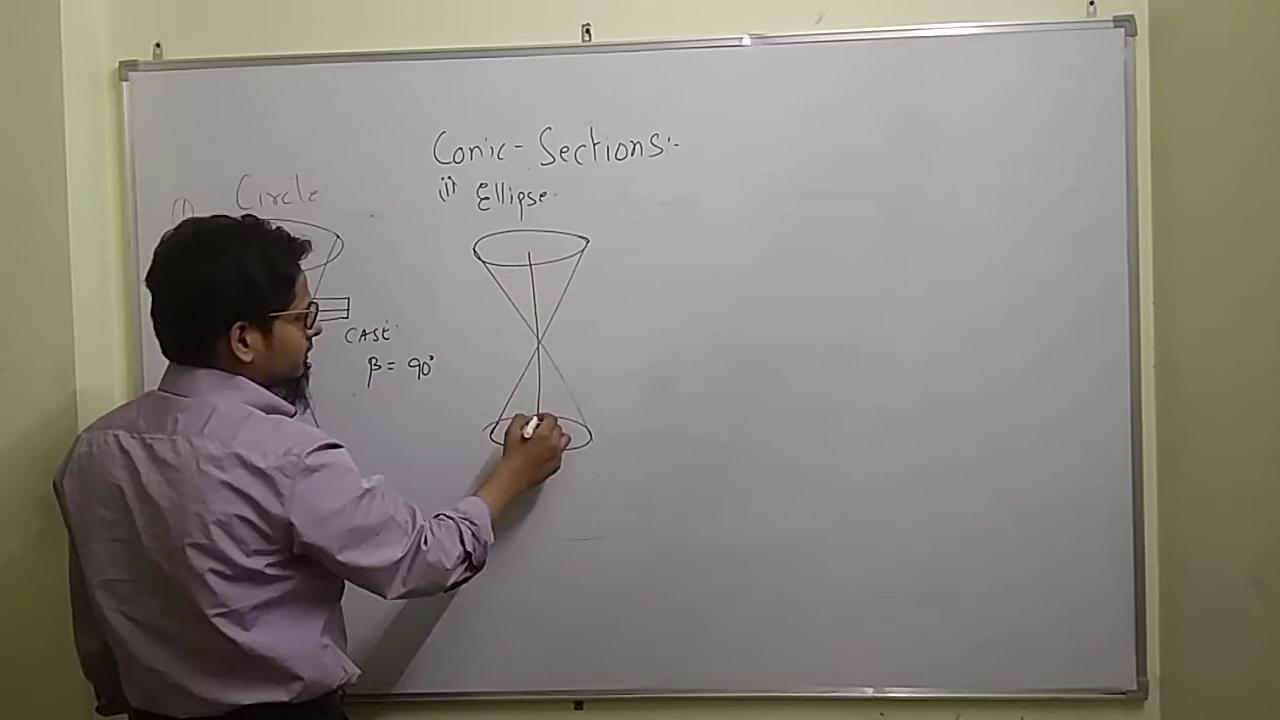 Conic - Sections :-
(i) Circle
(ii) Ellipse.
CASE:
β = 90°